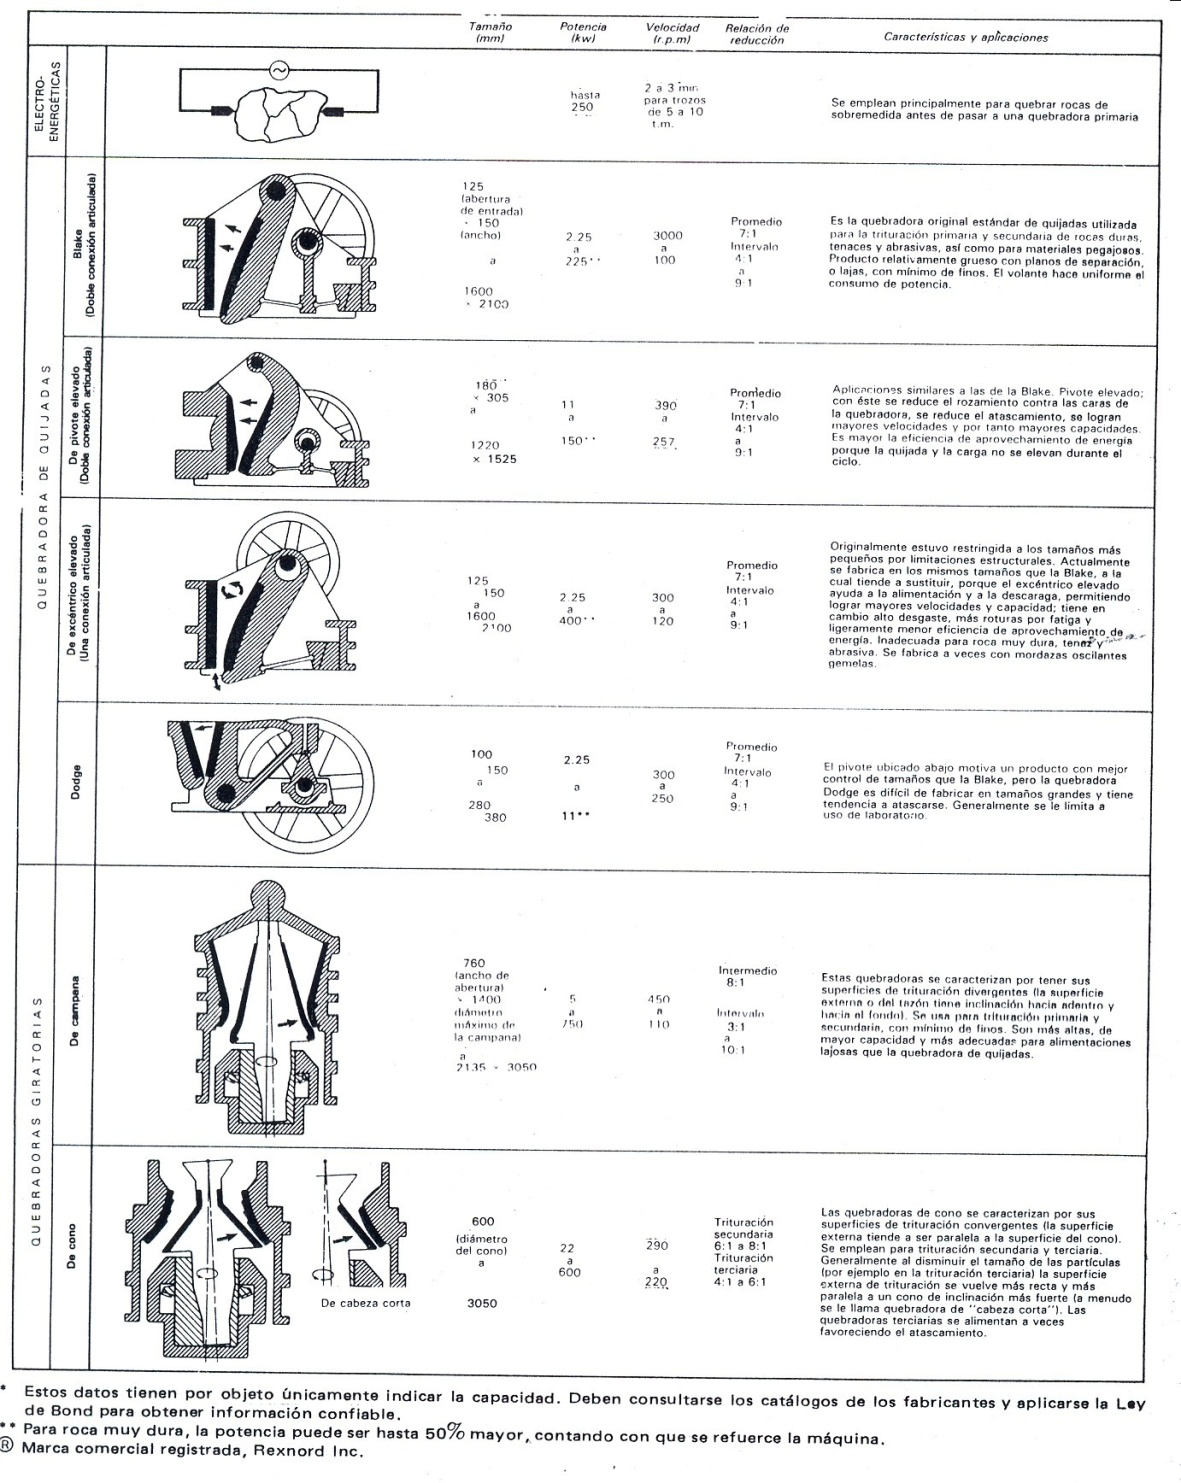 Tamaño (mm) Potencia (kw) Velocidad (r.p.m) Relación de reducción Características y aplicaciones
ELECTRO-ENERGÉTICAS
hasta
250
2 a 3 min
para trozos
de 5 a 10
t.m.
Se emplean principalmente para quebrar rocas de
sobremedida antes de pasar a una quebradora primaria
QUEBRADORA DE QUIJADAS
Blake
(Doble conexión articulada)
125
(abertura
de entrada)
× 150
(ancho)
a
1600
× 2100
2.25
a
225**
3000
a
100
Promedio
7:1
Intervalo
4:1
a
9:1
Es la quebradora original estándar de quijadas utilizada
para la trituración primaria y secundaria de rocas duras,
tenaces y abrasivas, así como para materiales pegajosos.
Producto relativamente grueso con planos de separación,
o lajas, con mínimo de finos. El volante hace uniforme el
consumo de potencia.
De pivote elevado
(Doble conexión articulada)
180
× 305
a
1220
× 1525
11
a
150**
390
a
257
Promedio
7:1
Intervalo
4:1
a
9:1
Aplicaciones similares a las de la Blake. Pivote elevado;
con éste se reduce el rozamiento contra las caras de
la quebradora, se reduce el atascamiento, se logran
mayores velocidades y por tanto mayores capacidades.
Es mayor la eficiencia de aprovechamiento de energía
porque la quijada y la carga no se elevan durante el
ciclo.
De excéntrico elevado
(Una conexión articulada)
125
150
a
1600
2100
2.25
a
400**
300
a
120
Promedio
7:1
Intervalo
4:1
a
9:1
Originalmente estuvo restringida a los tamaños más
pequeños por limitaciones estructurales. Actualmente
se fabrica en los mismos tamaños que la Blake, a la
cual tiende a sustituir, porque el excéntrico elevado
ayuda a la alimentación y a la descaraga, permitiendo
lograr mayores velocidades y capacidad; tiene en
cambio alto desgaste, más roturas por fatiga y
ligeramente menor eficiencia de aprovechamiento de
energía. Inadecuada para roca muy dura, tenaz y
abrasiva. Se fabrica a veces con mordazas oscilantes
gemelas.
Dodge
100
150
a
280
380
2.25
a
11**
300
a
250
Promedio
7:1
Intervalo
4:1
a
9:1
El pivote ubicado abajo motiva un producto con mejor
control de tamaños que la Blake, pero la quebradora
Dodge es difícil de fabricar en tamaños grandes y tiene
tendencia a atascarse. Generalmente se le limita a
uso de laboratorio.
QUEBRADORAS GIRATORIAS
De campana
760
(ancho de
abertura)
× 1400
diámetro
máximo de
la campana)
a
2135 × 3050
5
a
750
450
a
110
Intermedio
8:1
Intervalo
3:1
a
10:1
Estas quebradoras se caracterizan por tener sus
superficies de trituración divergentes (la superficie
externa o del tazón tiene inclinación hacia adentro y
hacia al fondo). Se usa para trituración primaria y
secundaria, con mínimo de finos. Son más altas, de
mayor capacidad y más adecuadas para alimentaciones
lajosas que la quebradora de quijadas.
De cono
De cabeza corta
600
(diámetro
del cono)
a
3050
22
a
600
290
a
220
Trituración
secundaria
6:1 a 8:1
Trituración
terciaria
4:1 a 6:1
Las quebradoras de cono se caracterizan por sus
superficies de trituración convergentes (la superficie
externa tiende a ser paralela a la superficie del cono).
Se emplean para trituración secundaria y terciaria.
Generalmente al disminuir el tamaño de las partículas
(por ejemplo en la trituración terciaria) la superficie
externa de trituración se vuelve más recta y más
paralela a un cono de inclinación más fuerte (a menudo
se le llama quebradora de "cabeza corta"). Las
quebradoras terciarias se alimentan a veces
favoreciendo el atascamiento.
* Estos datos tienen por objeto únicamente indicar la capacidad. Deben consultarse los catálogos de los fabricantes y aplicarse la Ley
de Bond para obtener información confiable.
** Para roca muy dura, la potencia puede ser hasta 50% mayor, contando con que se refuerce la máquina.
® Marca comercial registrada, Rexnord Inc.